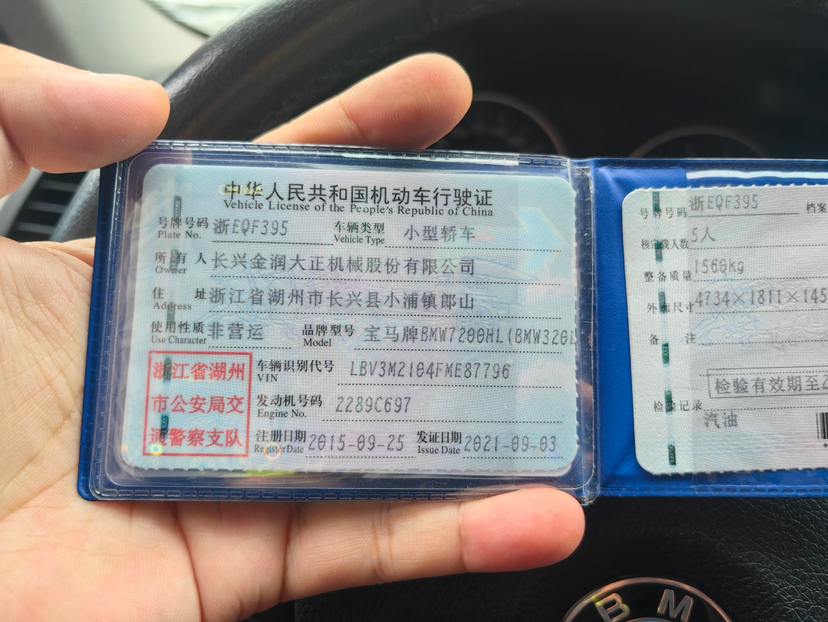 中华人民共和国机动车行驶证
Vehicle License of the People's Republic of China
号牌号码 浙EQF395 车辆类型 小型轿车
Plate No. Vehicle Type
所有人 长兴金润大正机械股份有限公司
Owner
住址 浙江省湖州市长兴县小浦镇郎山
Address
使用性质 非营运 品牌型号 宝马牌BMW7200HL(BMW320L
Use Character Model
浙江省湖州
市公安局交
通警察支队
车辆识别代号 LBV3M2104FME87796
VIN
发动机号码 2289C697
Engine No.
注册日期 2015-09-25 发证日期 2021-09-03
Register Date Issue Date
号牌号码 浙EQF395 档案
核定载人数 5人
整备质量 1560kg
外廓尺寸 4734×1811×145
备注
检验有效期至2
检验记录
汽油
BM